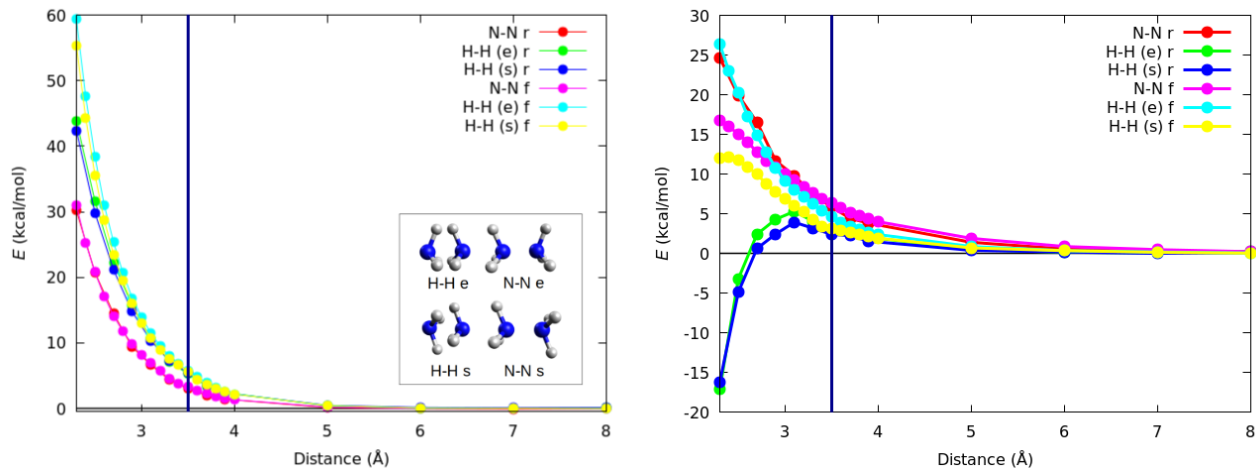 60
50
40
30
20
10
0
E (kcal/mol)
N-N r
H-H (e) r
H-H (s) r
N-N f
H-H (e) f
H-H (s) f
H-H e N-N e
H-H s N-N s
3 4 5 6 7 8
Distance (Å)
30
25
20
15
10
5
0
-5
-10
-15
-20
E (kcal/mol)
N-N r
H-H (e) r
H-H (s) r
N-N f
H-H (e) f
H-H (s) f
3 4 5 6 7 8
Distance (Å)